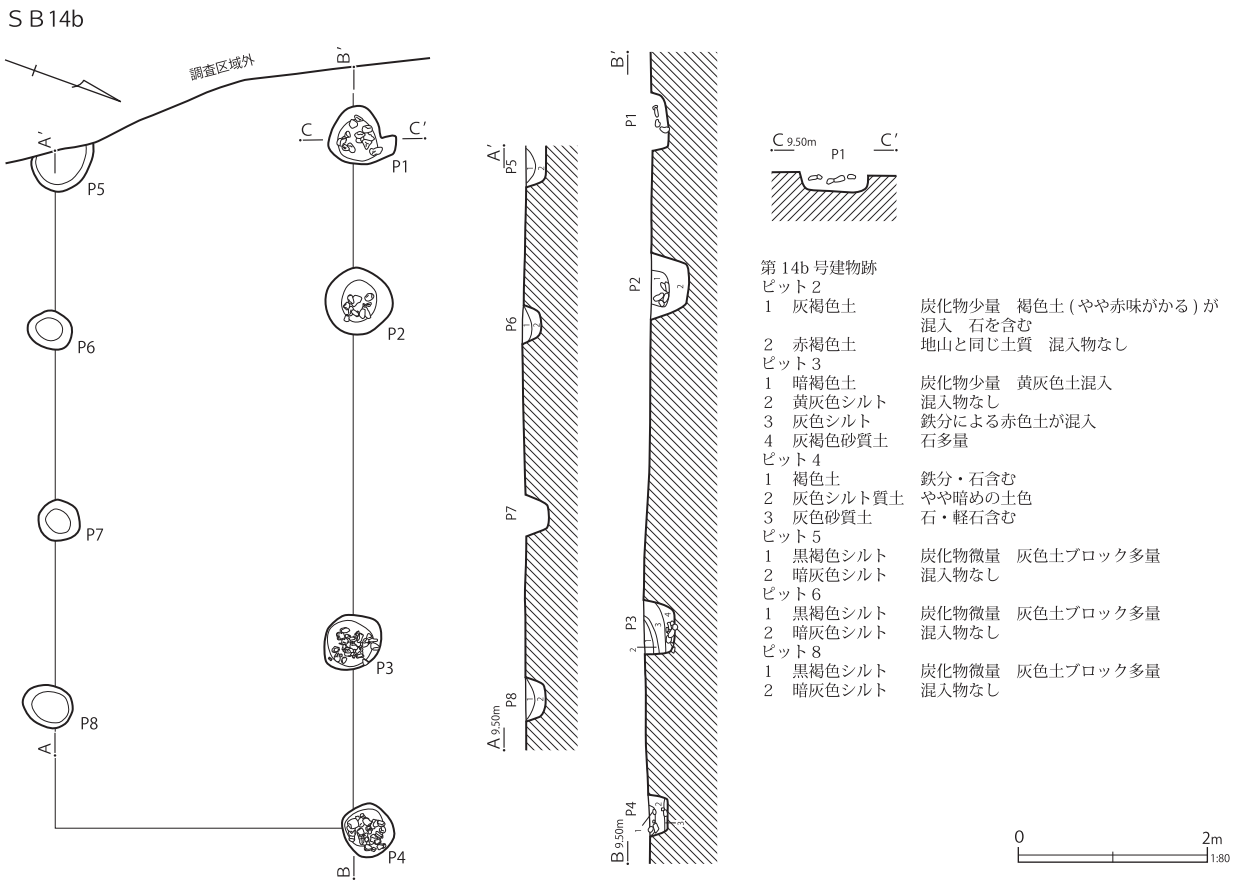 ＳＢ14b
調査区域外
A'
B'
C
C'
P1
P5
P2
P6
P7
P3
P8
A
P4
B
A'
P5
1
2
P6
1
2
P7
P8
1
2
A 9.50m
B'
P1
P2
1
2
P3
1
2
3
4
P4
1
2
3
B 9.50m
C 9.50m
C'
P1
第 14b 号建物跡
ピット２
1 灰褐色土 炭化物少量　褐色土 ( やや赤味がかる ) が
混入　石を含む
2 赤褐色土 地山と同じ土質　混入物なし
ピット３
1 暗褐色土 炭化物少量　黄灰色土混入
2 黄灰色シルト 混入物なし
3 灰色シルト 鉄分による赤色土が混入
4 灰褐色砂質土 石多量
ピット４
1 褐色土 鉄分・石含む
2 灰色シルト質土 やや暗めの土色
3 灰色砂質土 石・軽石含む
ピット５
1 黒褐色シルト 炭化物微量　灰色土ブロック多量
2 暗灰色シルト 混入物なし
ピット６
1 黒褐色シルト 炭化物微量　灰色土ブロック多量
2 暗灰色シルト 混入物なし
ピット８
1 黒褐色シルト 炭化物微量　灰色土ブロック多量
2 暗灰色シルト 混入物なし
0
2m
1:80